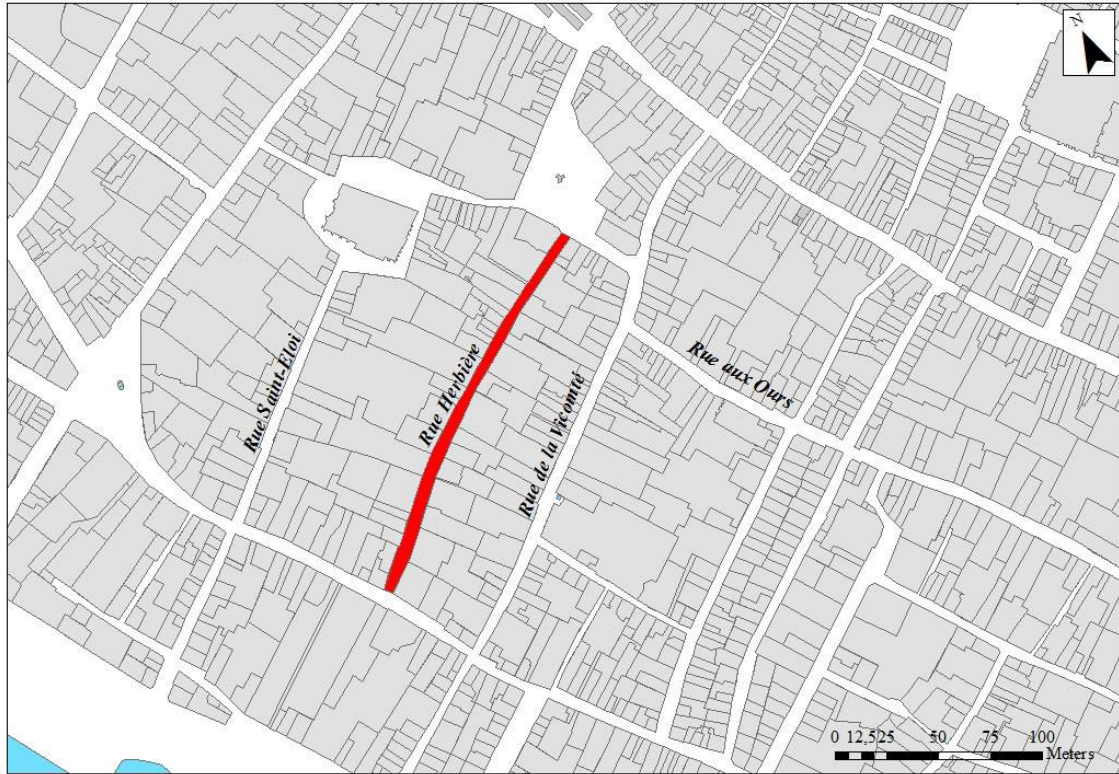 N
Rue Saint-Eloi
Rue Herbière
Rue de la Vicomté
Rue aux Ours
0 12,525 50 75 100
Meters